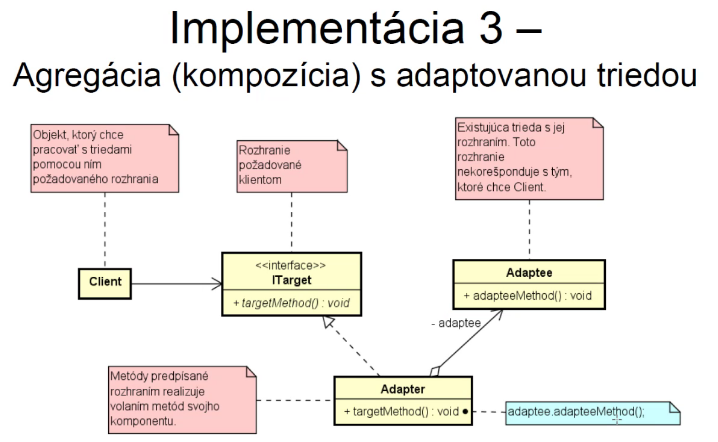 Implementácia 3 –
Agregácia (kompozícia) s adaptovanou triedou
Objekt, ktorý chce
pracovať s triedami
pomocou ním
požadovaného rozhrania
Rozhranie
požadované
klientom
Existujúca trieda s jej
rozhraním. Toto
rozhranie
nekorešponduje s tým,
ktoré chce Client.
Client
<<interface>>
ITarget
+ targetMethod() : void
Adaptee
+ adapteeMethod() : void
- adaptee
Metódy predpísané
rozhraním realizuje
volaním metód svojho
komponentu.
Adapter
+ targetMethod() : void
adaptee.adapteeMethod();